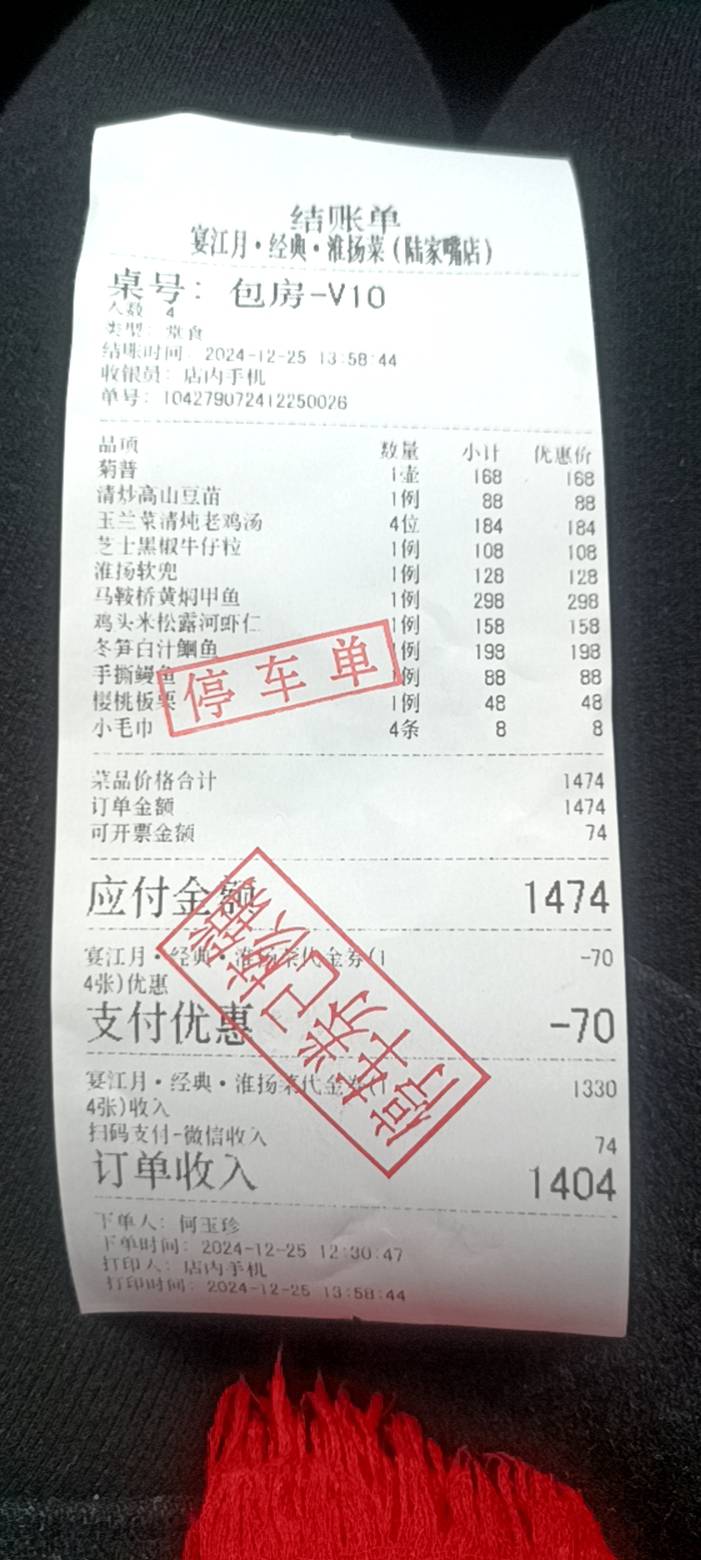 结账单
宴江月·经典·淮扬菜(陆家嘴店)
桌号：包房-V10
人数 4
类型：堂食
结账时间：2024-12-25 13:58:44
收银员：店内手机
单号：104279072412250026
品项 数量 小计 优惠价
菊普 1壶 168 168
清炒高山豆苗 1例 88 88
玉兰菜清炖老鸡汤 4位 184 184
芝士黑椒牛仔粒 1例 108 108
淮扬软兜 1例 128 128
马鞍桥黄焖甲鱼 1例 298 298
鸡头米松露河虾仁 1例 158 158
冬笋白汁鮰鱼 1例 198 198
手撕鳗鱼 1例 88 88
樱桃板栗 1例 48 48
小毛巾 4条 8 8
停车单
菜品价格合计 1474
订单金额 1474
可开票金额 74
应付金额 1474
宴江月·经典·淮扬菜代金券(1 -70
4张)优惠
支付优惠 -70
宴江月·经典·淮扬菜代金券(1 1330
4张)收入
扫码支付-微信收入 74
订单收入 1404
下单人：何玉珍
下单时间：2024-12-25 12:30:47
打印人：店内手机
打印时间：2024-12-25 13:58:44